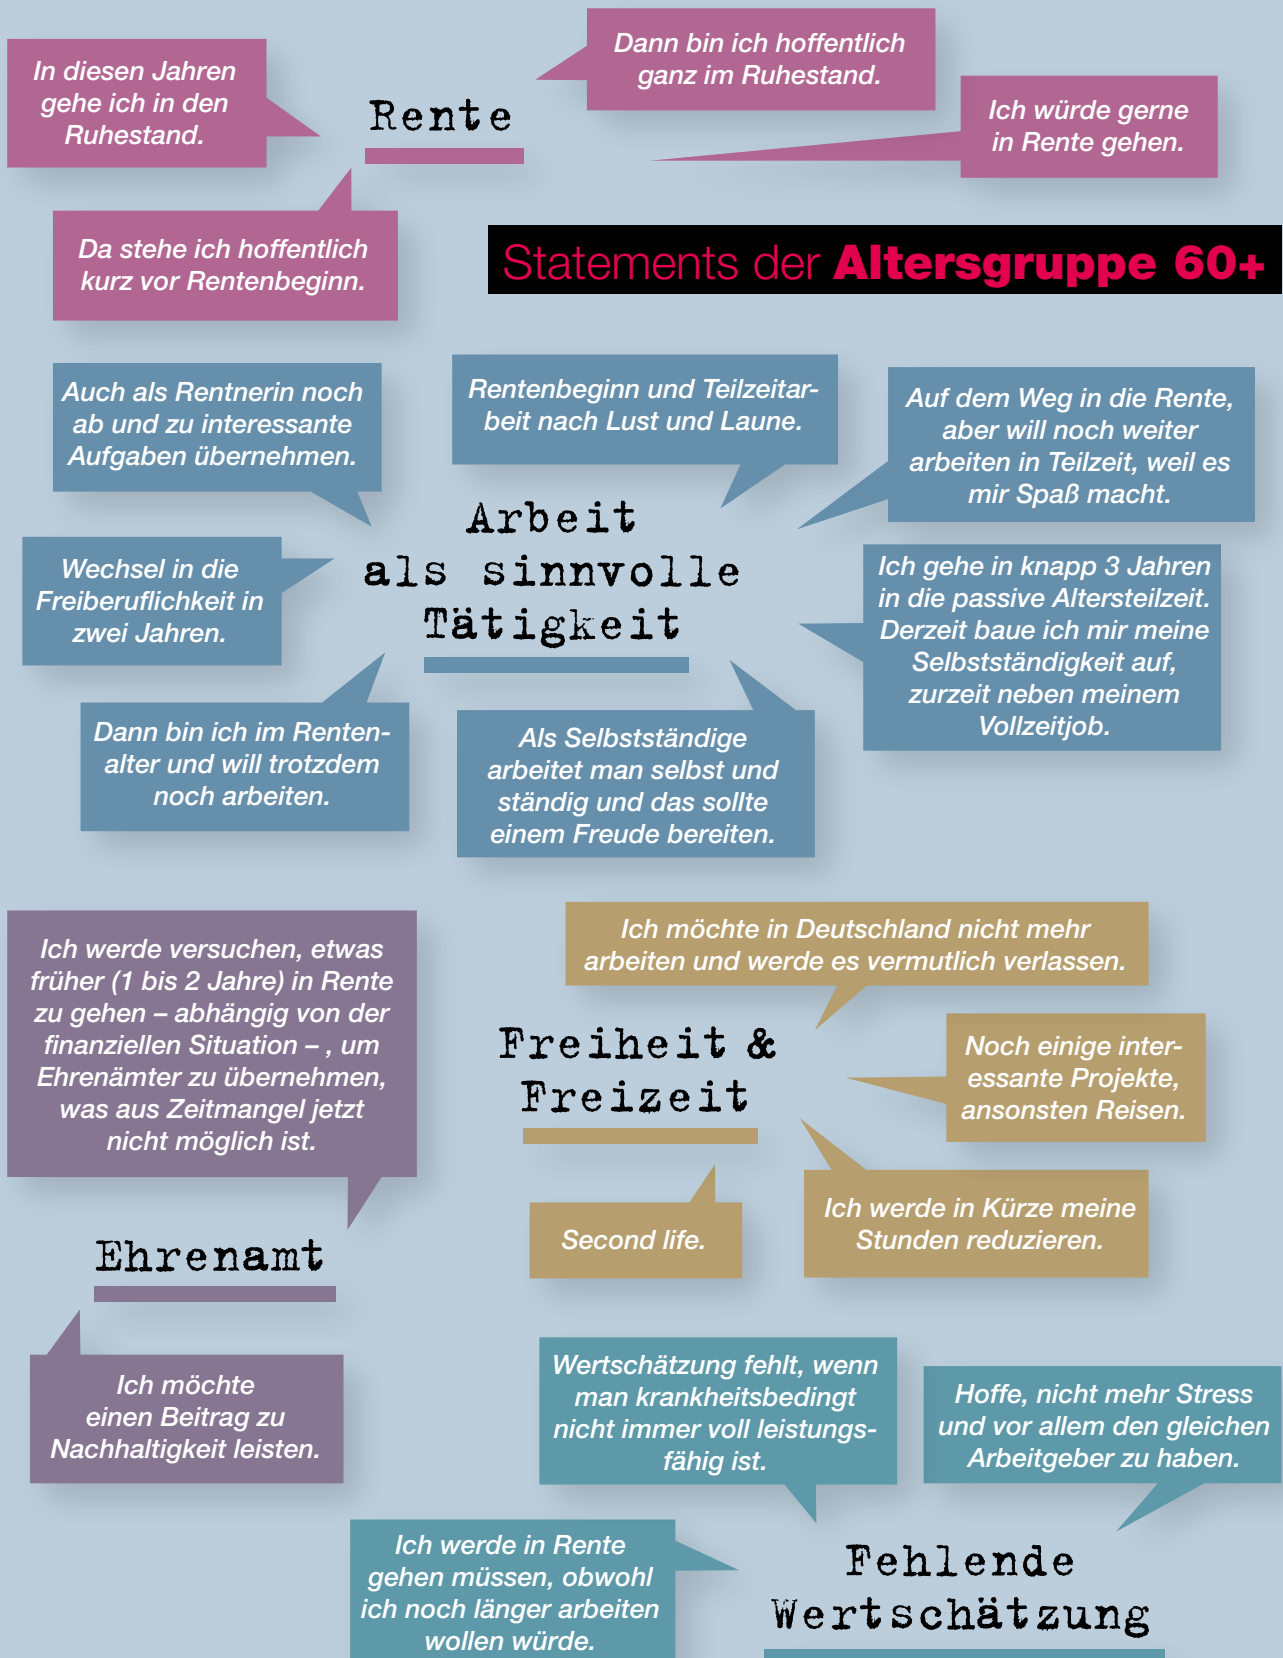 In diesen Jahren
gehe ich in den
Ruhestand.
Rente
Dann bin ich hoffentlich
ganz im Ruhestand.
Ich würde gerne
in Rente gehen.
Da stehe ich hoffentlich
kurz vor Rentenbeginn.
Statements der Altersgruppe 60+
Auch als Rentnerin noch
ab und zu interessante
Aufgaben übernehmen.
Rentenbeginn und Teilzeitar-
beit nach Lust und Laune.
Auf dem Weg in die Rente,
aber will noch weiter
arbeiten in Teilzeit, weil es
mir Spaß macht.
Arbeit
als sinnvolle
Tätigkeit
Wechsel in die
Freiberuflichkeit in
zwei Jahren.
Ich gehe in knapp 3 Jahren
in die passive Altersteilzeit.
Derzeit baue ich mir meine
Selbstständigkeit auf,
zurzeit neben meinem
Vollzeitjob.
Dann bin ich im Renten-
alter und will trotzdem
noch arbeiten.
Als Selbstständige
arbeitet man selbst und
ständig und das sollte
einem Freude bereiten.
Ich werde versuchen, etwas
früher (1 bis 2 Jahre) in Rente
zu gehen – abhängig von der
finanziellen Situation – , um
Ehrenämter zu übernehmen,
was aus Zeitmangel jetzt
nicht möglich ist.
Ehrenamt
Ich möchte
einen Beitrag zu
Nachhaltigkeit leisten.
Ich möchte in Deutschland nicht mehr
arbeiten und werde es vermutlich verlassen.
Freiheit &
Freizeit
Noch einige inter-
essante Projekte,
ansonsten Reisen.
Second life.
Ich werde in Kürze meine
Stunden reduzieren.
Wertschätzung fehlt, wenn
man krankheitsbedingt
nicht immer voll leistungs-
fähig ist.
Hoffe, nicht mehr Stress
und vor allem den gleichen
Arbeitgeber zu haben.
Ich werde in Rente
gehen müssen, obwohl
ich noch länger arbeiten
wollen würde.
Fehlende
Wertschätzung